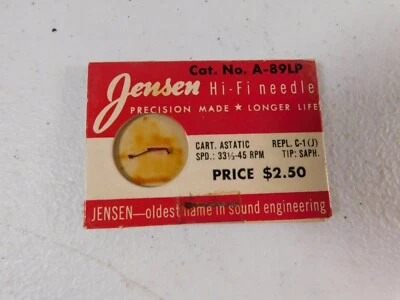 Cat. No. A-89LP
Jensen Hi-Fi needle
PRECISION MADE ★ LONGER LIFE
CART. ASTATIC REPL. C-1 (J)
SPD.: 33⅓-45 RPM TIP: SAPH.
PRICE $2.50
JENSEN—oldest name in sound engineering